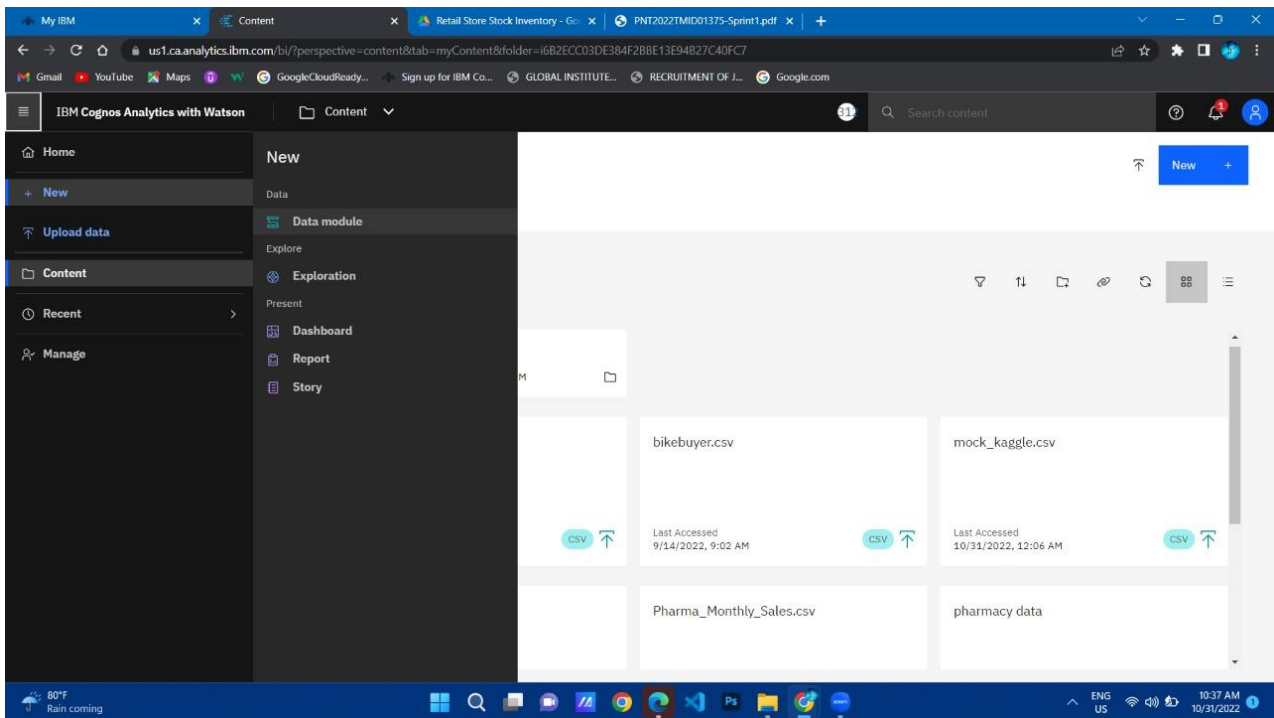 My IBM
Content
Retail Store Stock Inventory - Go
PNT2022TMID01375-Sprint1.pdf
us1.ca.analytics.ibm.com/bi/?perspective=content&tab=myContent&folder=i6B2ECC03DE384F2BBE13E94B27C40FC7
Gmail YouTube Maps GoogleCloudReady... Sign up for IBM Co... GLOBAL INSTITUTE... RECRUITMENT OF J... Google.com
IBM Cognos Analytics with Watson
Content
Search content
1
Home
New
Upload data
Content
Recent
Manage
New
Data
Data module
Explore
Exploration
Present
Dashboard
Report
Story
New +
M
bikebuyer.csv
mock_kaggle.csv
CSV
Last Accessed
9/14/2022, 9:02 AM
CSV
Last Accessed
10/31/2022, 12:06 AM
CSV
Pharma_Monthly_Sales.csv
pharmacy data
80°F
Rain coming
Ps
zoom
ENG
US
10:37 AM
10/31/2022
1